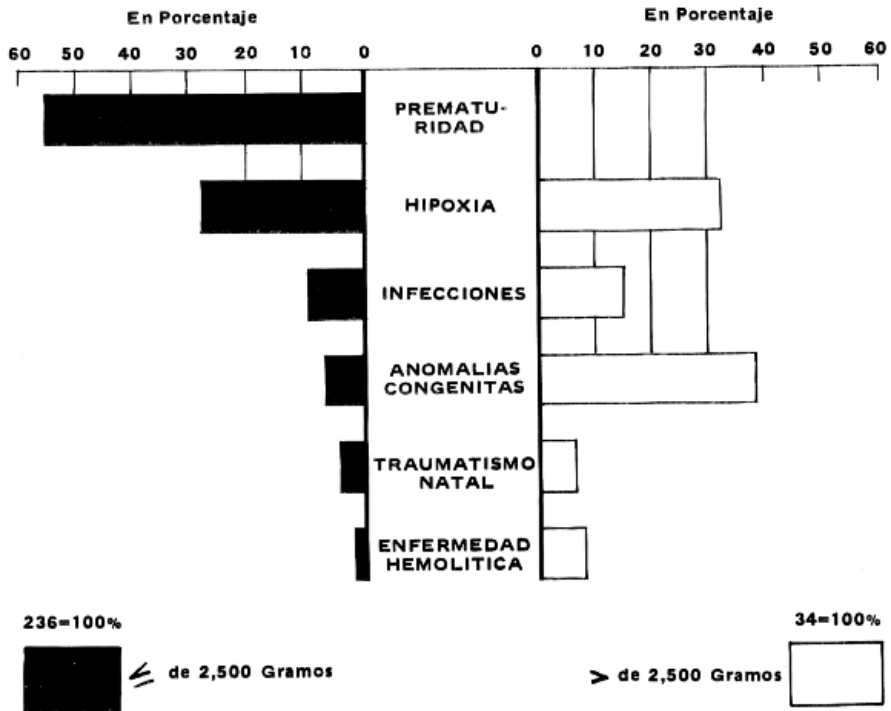 En Porcentaje
En Porcentaje
60 50 40 30 20 10 0
0 10 20 30 40 50 60
PREMATU-
RIDAD
HIPOXIA
INFECCIONES
ANOMALIAS
CONGENITAS
TRAUMATISMO
NATAL
ENFERMEDAD
HEMOLITICA
236=100%
34=100%
≤ de 2,500 Gramos
> de 2,500 Gramos